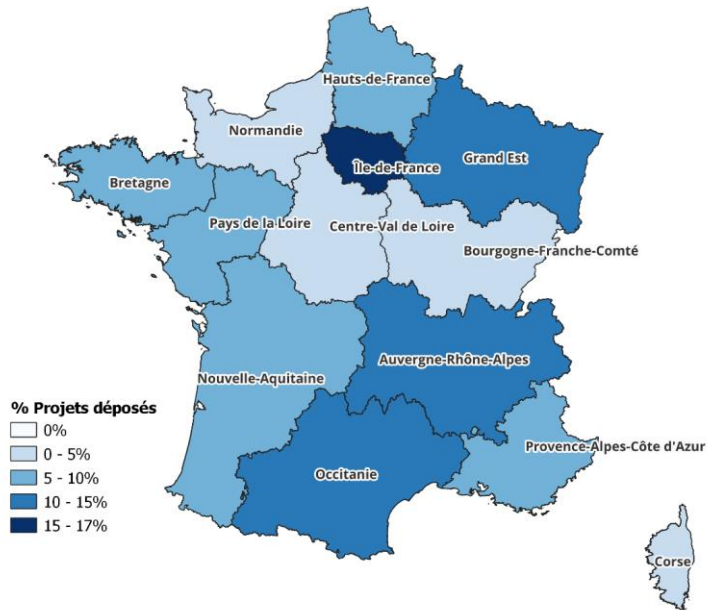 Hauts-de-France
Normandie
Île-de-France
Grand Est
Bretagne
Pays de la Loire
Centre-Val de Loire
Bourgogne-Franche-Comté
Auvergne-Rhône-Alpes
Nouvelle-Aquitaine
% Projets déposés
0%
0 - 5%
5 - 10%
10 - 15%
15 - 17%
Provence-Alpes-Côte d'Azur
Occitanie
Corse